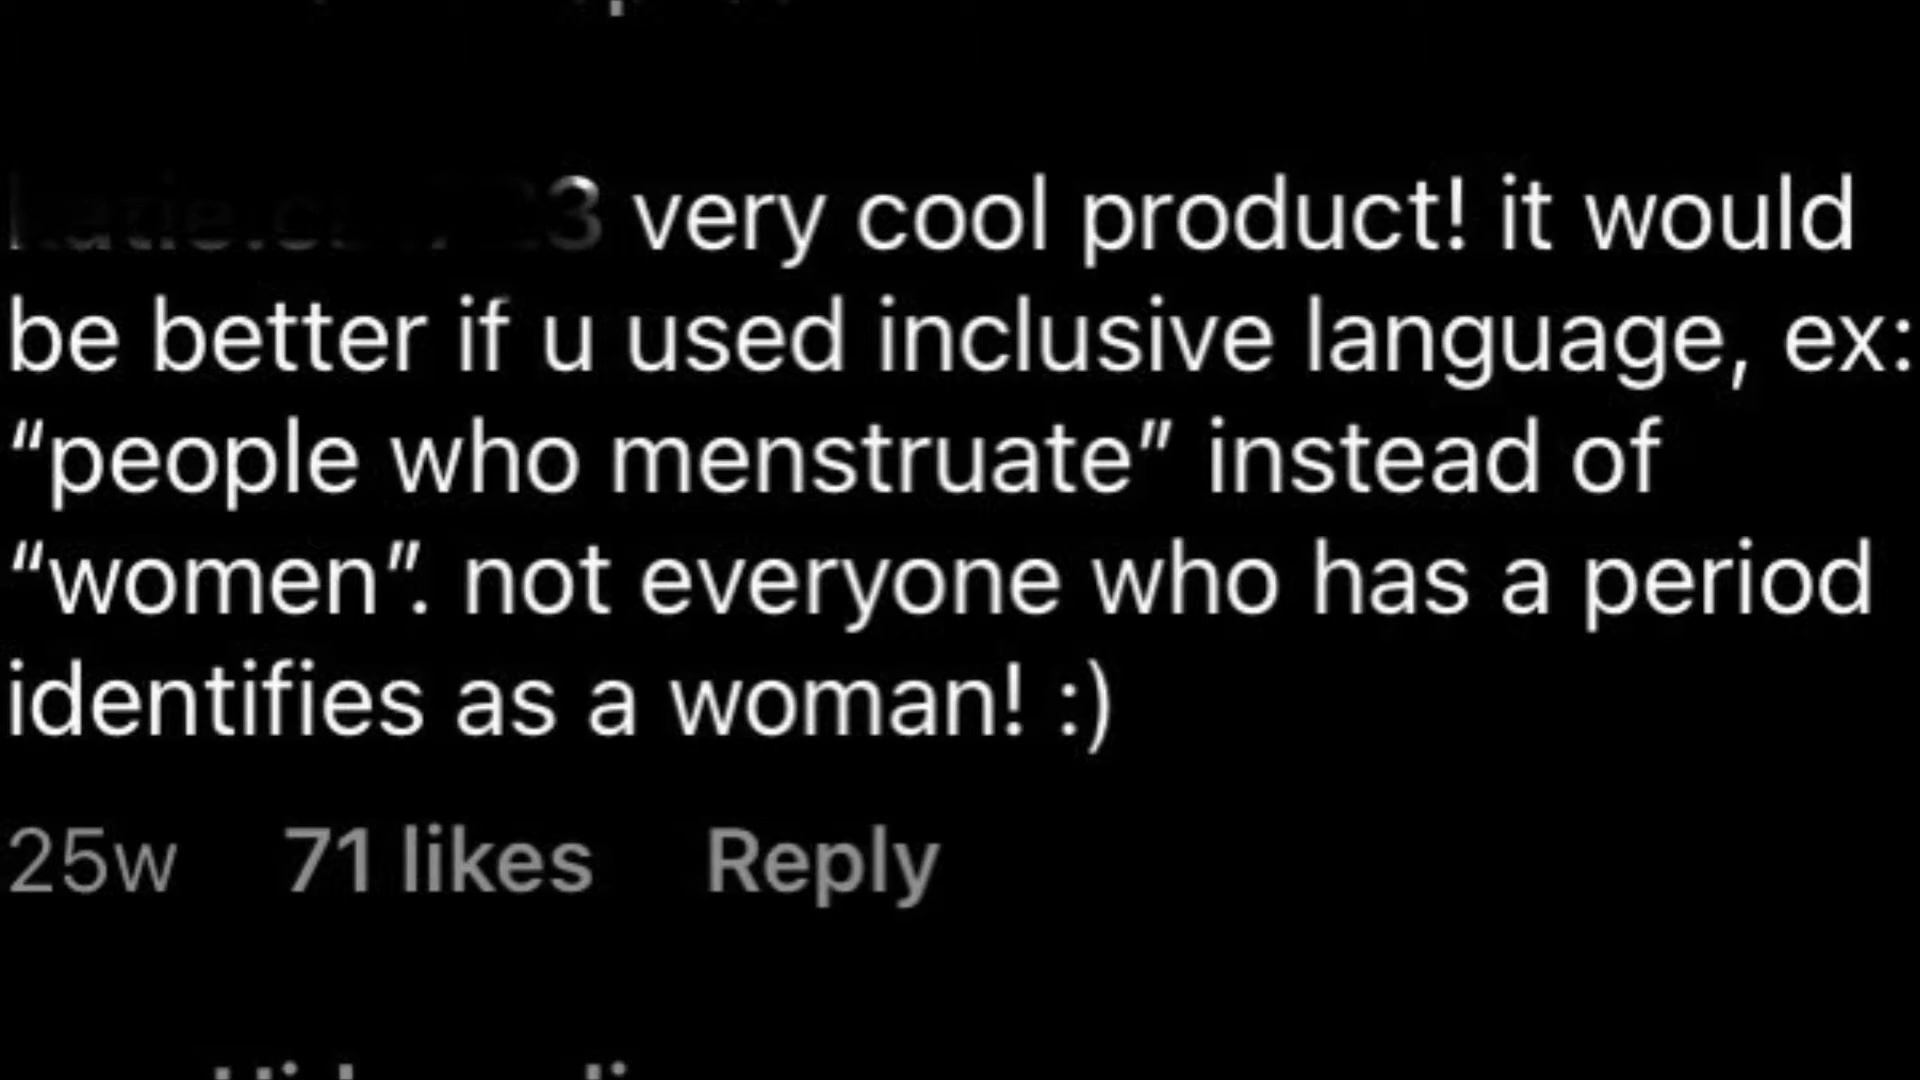 very cool product! it would
be better if u used inclusive language, ex:
“people who menstruate” instead of
“women”. not everyone who has a period
identifies as a woman! :)
25w 71 likes Reply